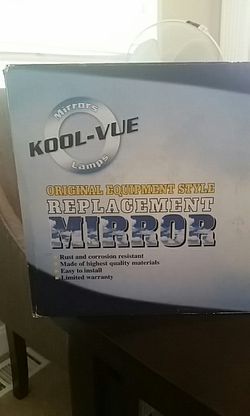 Mirrors
KOOL-VUE
Lamps
ORIGINAL EQUIPMENT STYLE
REPLACEMENT
MIRROR
Rust and corrosion resistant
Made of highest quality materials
Easy to install
Limited warranty